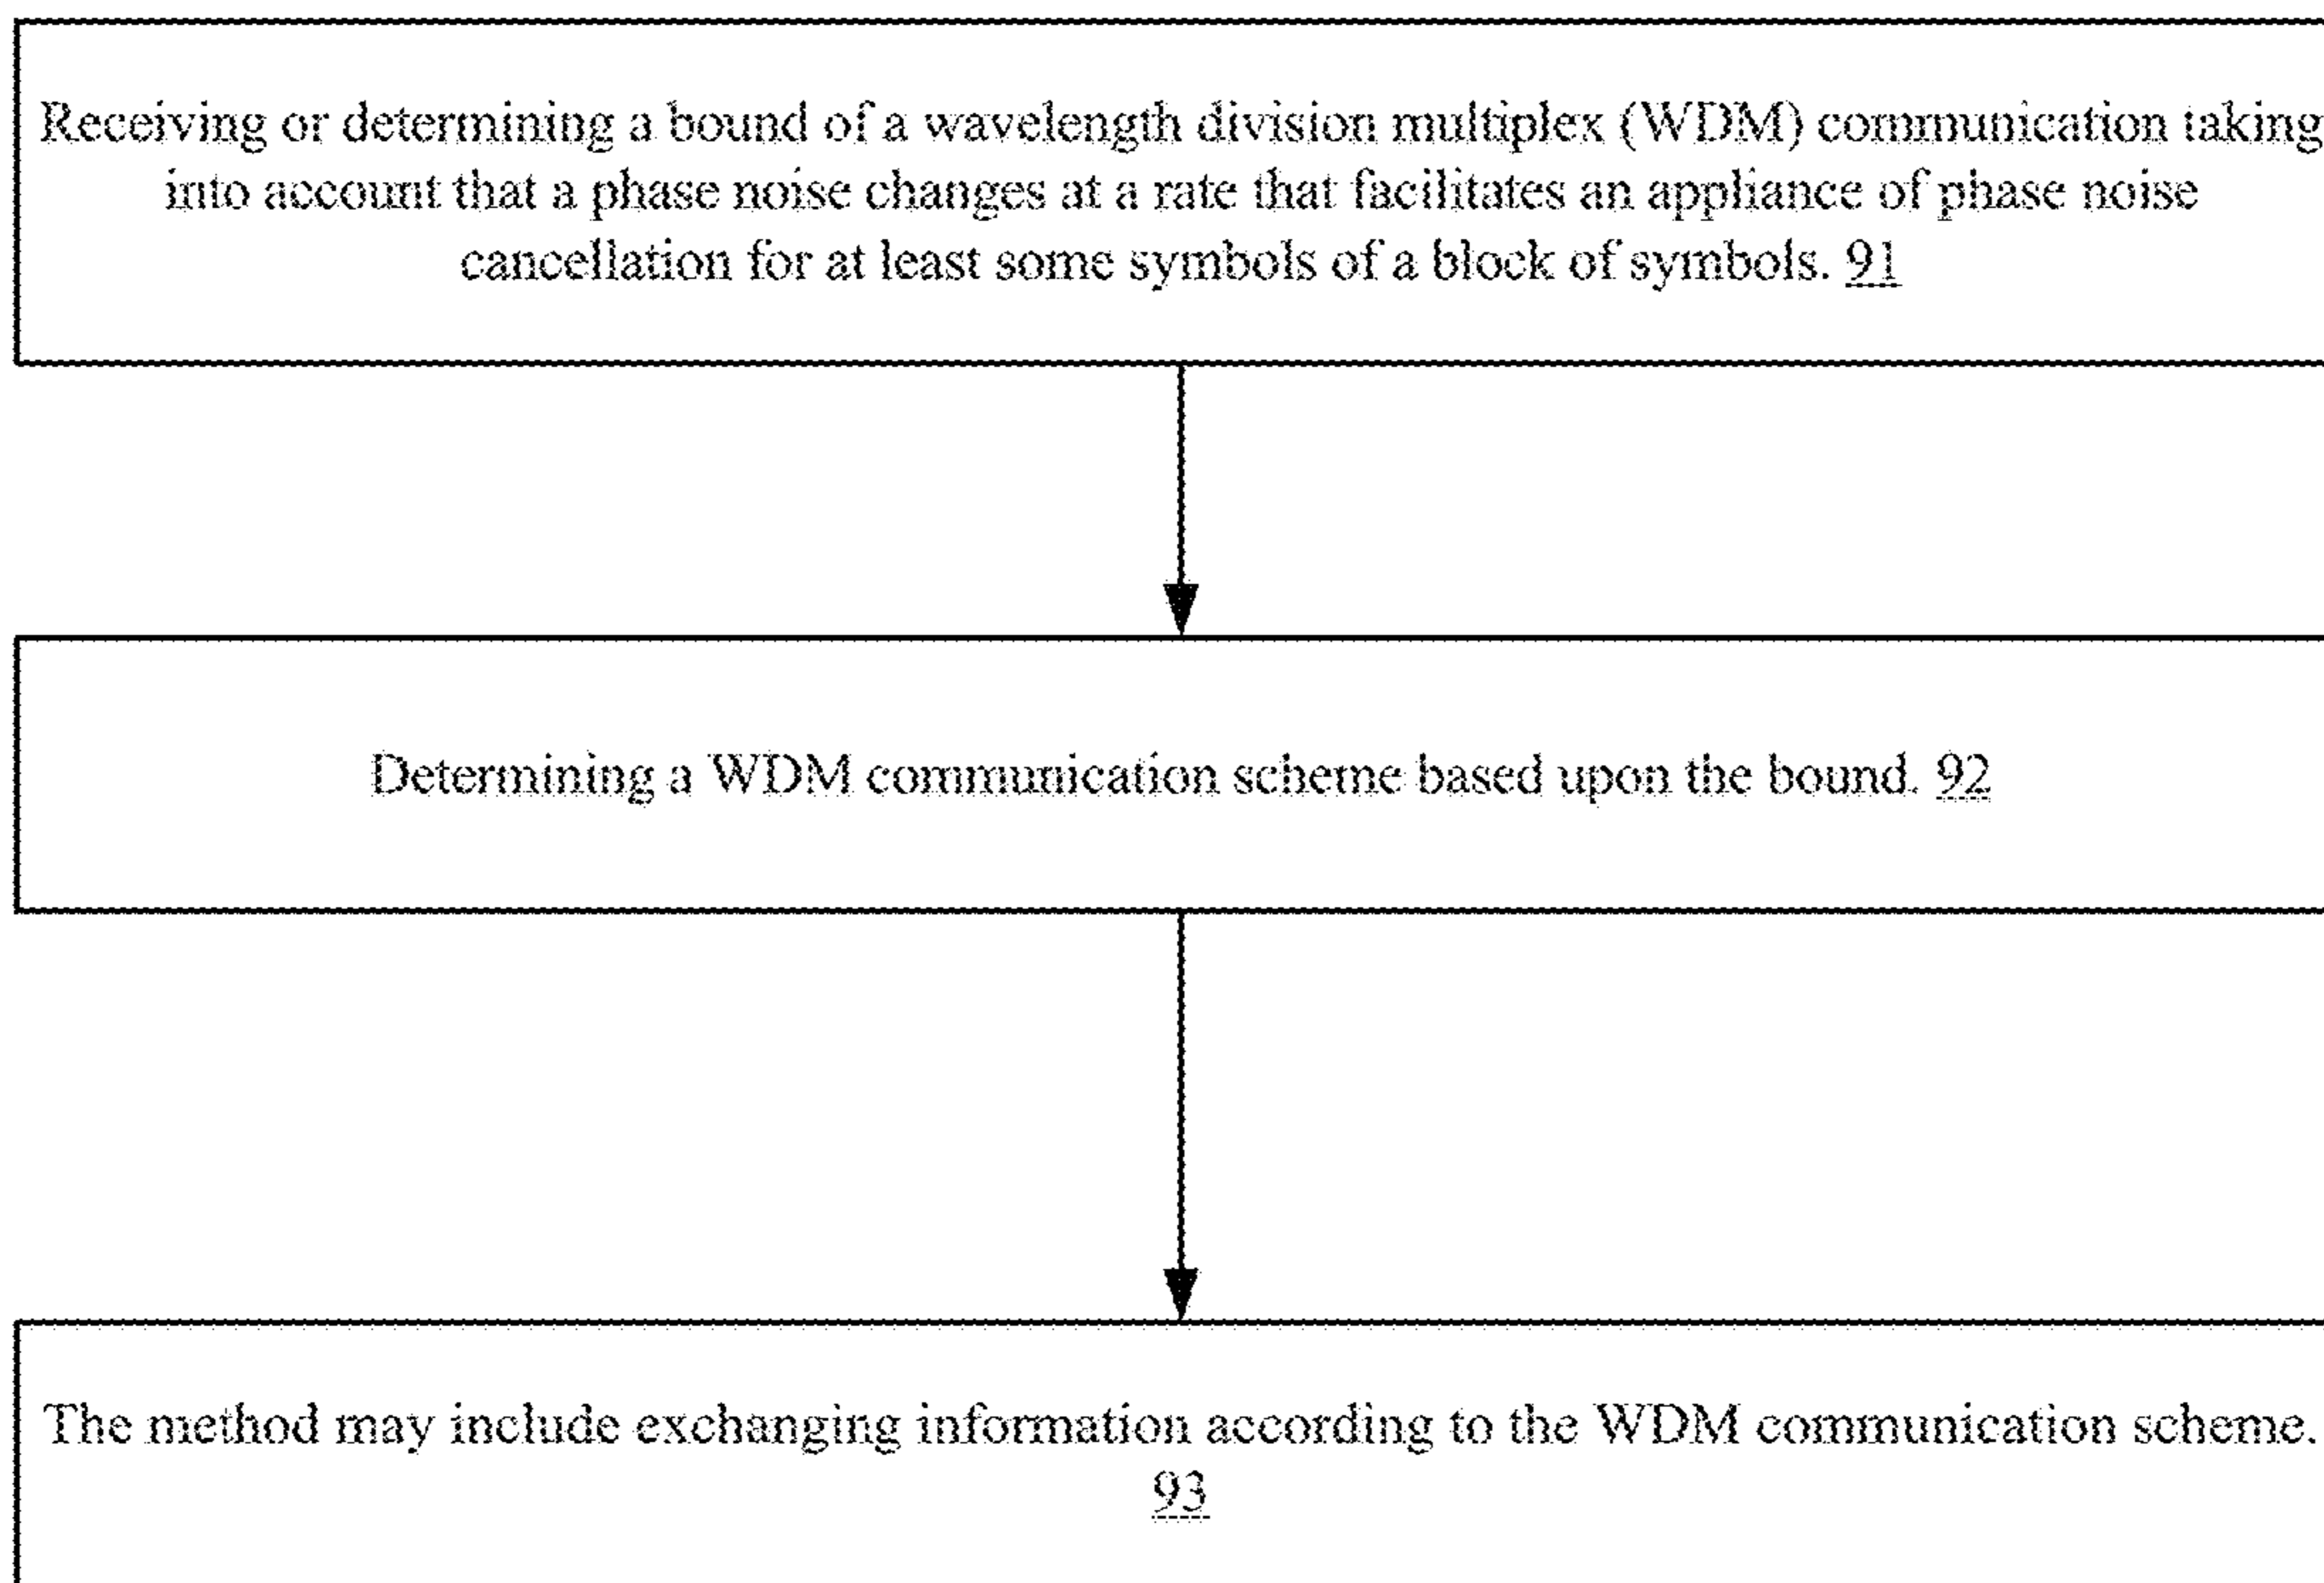 Receiving or determining a bound of a wavelength division multiplex (WDM) communication taking
into account that a phase noise changes at a rate that facilitates an appliance of phase noise
cancellation for at least some symbols of a block of symbols. 91
Determining a WDM communication scheme based upon the bound. 92
The method may include exchanging information according to the WDM communication scheme.
93